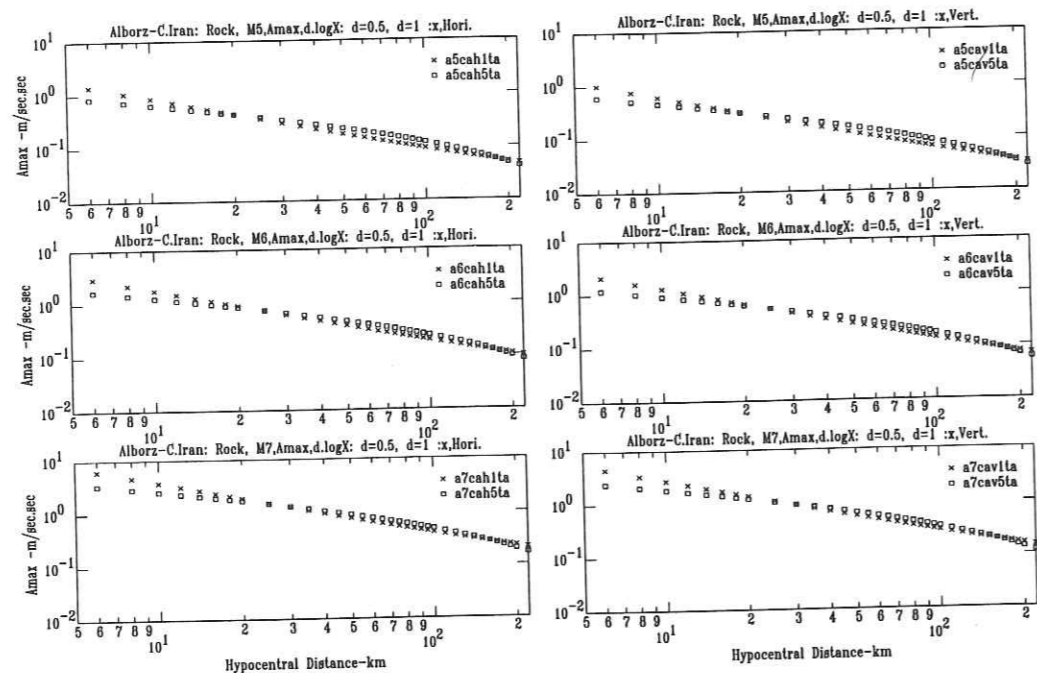 Alborz-C.Iran: Rock, M5,Amax,d.logX: d=0.5, d=1 :x,Hori.
10^1
× a5cah1ta
□ a5cah5ta
10^0
10^-1
10^-2
Amax -m/sec.sec
5 6 7 8 9 2 3 4 5 6 7 8 9 2
10^1 10^2
Alborz-C.Iran: Rock, M5,Amax,d.logX: d=0.5, d=1 :x,Vert.
10^1
× a5cav1ta
□ a5cav5ta
10^0
10^-1
10^-2
5 6 7 8 9 2 3 4 5 6 7 8 9 2
10^1 10^2
Alborz-C.Iran: Rock, M6,Amax,d.logX: d=0.5, d=1 :x,Hori.
10^1
× a6cah1ta
□ a6cah5ta
10^0
10^-1
10^-2
Amax -m/sec.sec
5 6 7 8 9 2 3 4 5 6 7 8 9 2
10^1 10^2
Alborz-C.Iran: Rock, M6,Amax,d.logX: d=0.5, d=1 :x,Vert.
10^1
× a6cav1ta
□ a6cav5ta
10^0
10^-1
10^-2
5 6 7 8 9 2 3 4 5 6 7 8 9 2
10^1 10^2
Alborz-C.Iran: Rock, M7,Amax,d.logX: d=0.5, d=1 :x,Hori.
10^1
× a7cah1ta
□ a7cah5ta
10^0
10^-1
10^-2
Amax -m/sec.sec
5 6 7 8 9 2 3 4 5 6 7 8 9 2
10^1 10^2
Hypocentral Distance-km
Alborz-C.Iran: Rock, M7,Amax,d.logX: d=0.5, d=1 :x,Vert.
10^1
× a7cav1ta
□ a7cav5ta
10^0
10^-1
10^-2
5 6 7 8 9 2 3 4 5 6 7 8 9 2
10^1 10^2
Hypocentral Distance-km